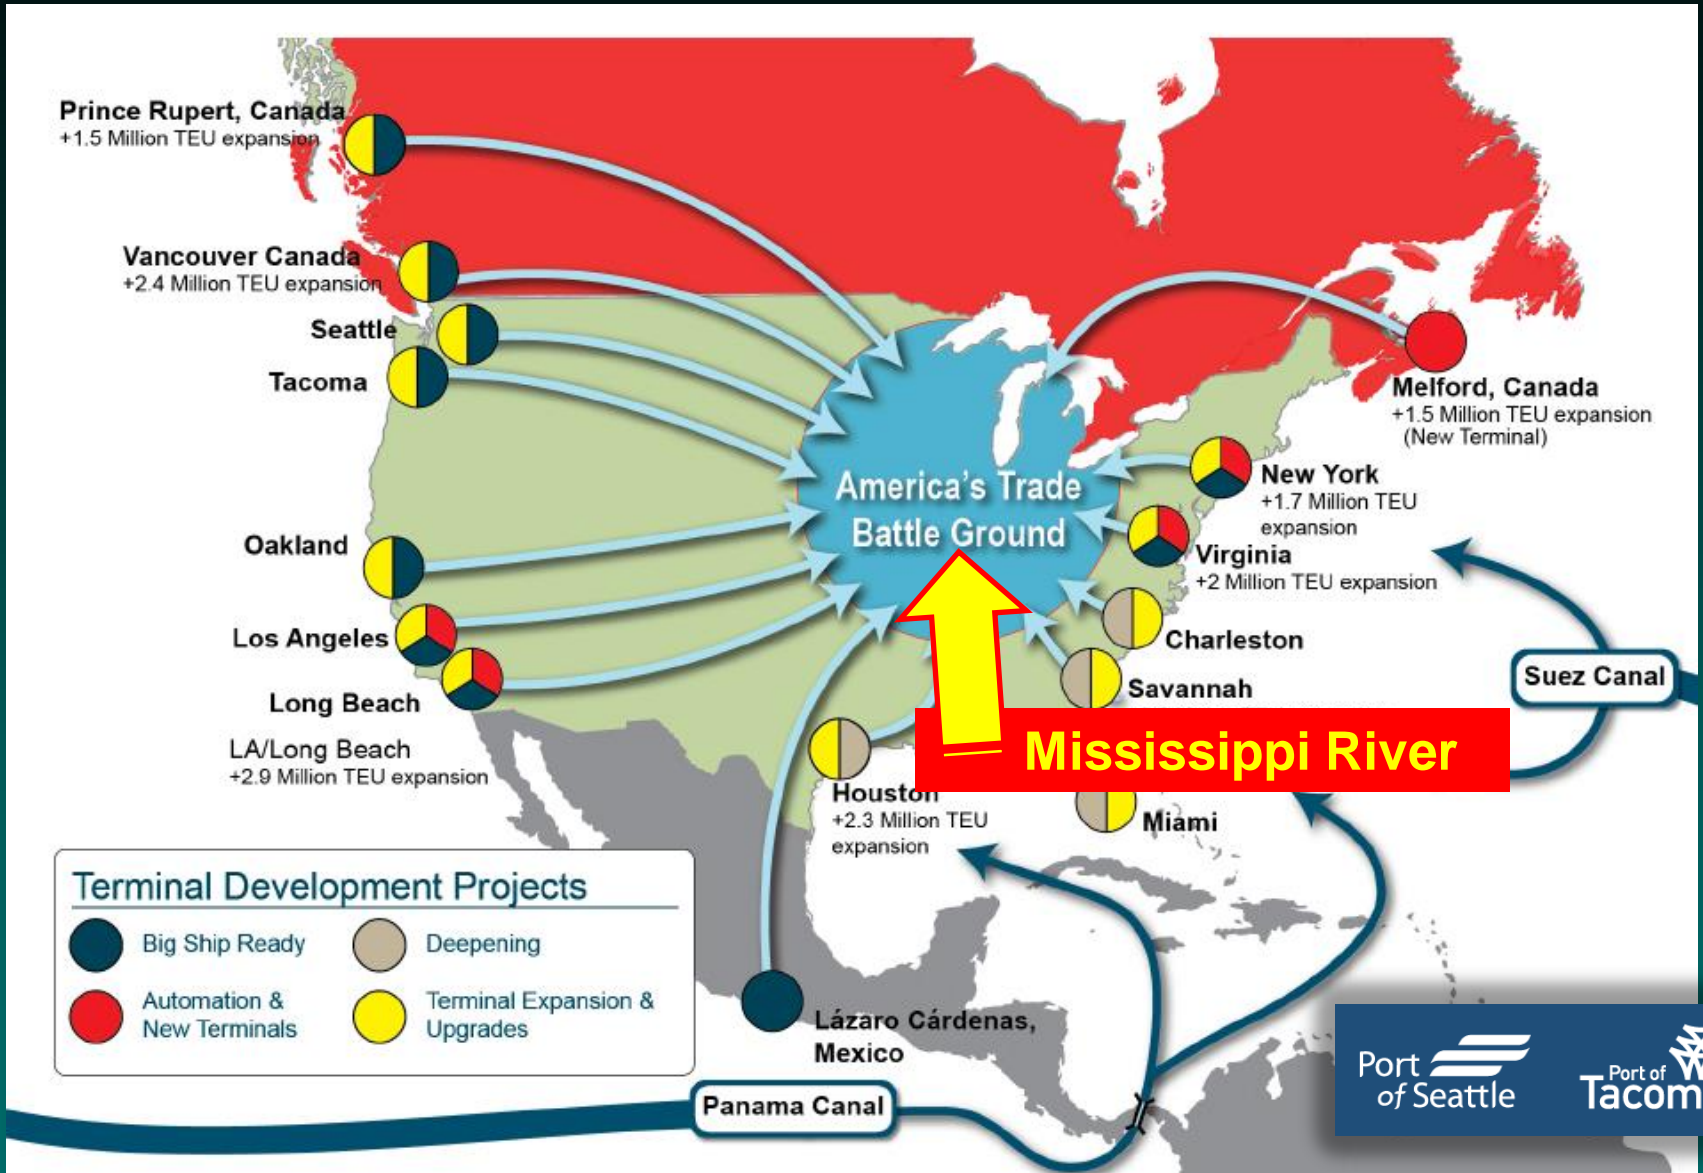 Prince Rupert, Canada
+1.5 Million TEU expansion
Vancouver Canada
+2.4 Million TEU expansion
Seattle
Tacoma
Melford, Canada
+1.5 Million TEU expansion
(New Terminal)
America's Trade
Battle Ground
New York
+1.7 Million TEU
expansion
Virginia
+2 Million TEU expansion
Oakland
Los Angeles
Charleston
Long Beach
Savannah
Suez Canal
LA/Long Beach
+2.9 Million TEU expansion
Mississippi River
Houston
+2.3 Million TEU
expansion
Miami
Terminal Development Projects
Big Ship Ready
Deepening
Automation &
New Terminals
Terminal Expansion &
Upgrades
Lázaro Cárdenas,
Mexico
Panama Canal
Port
of Seattle
Port of
Tacom